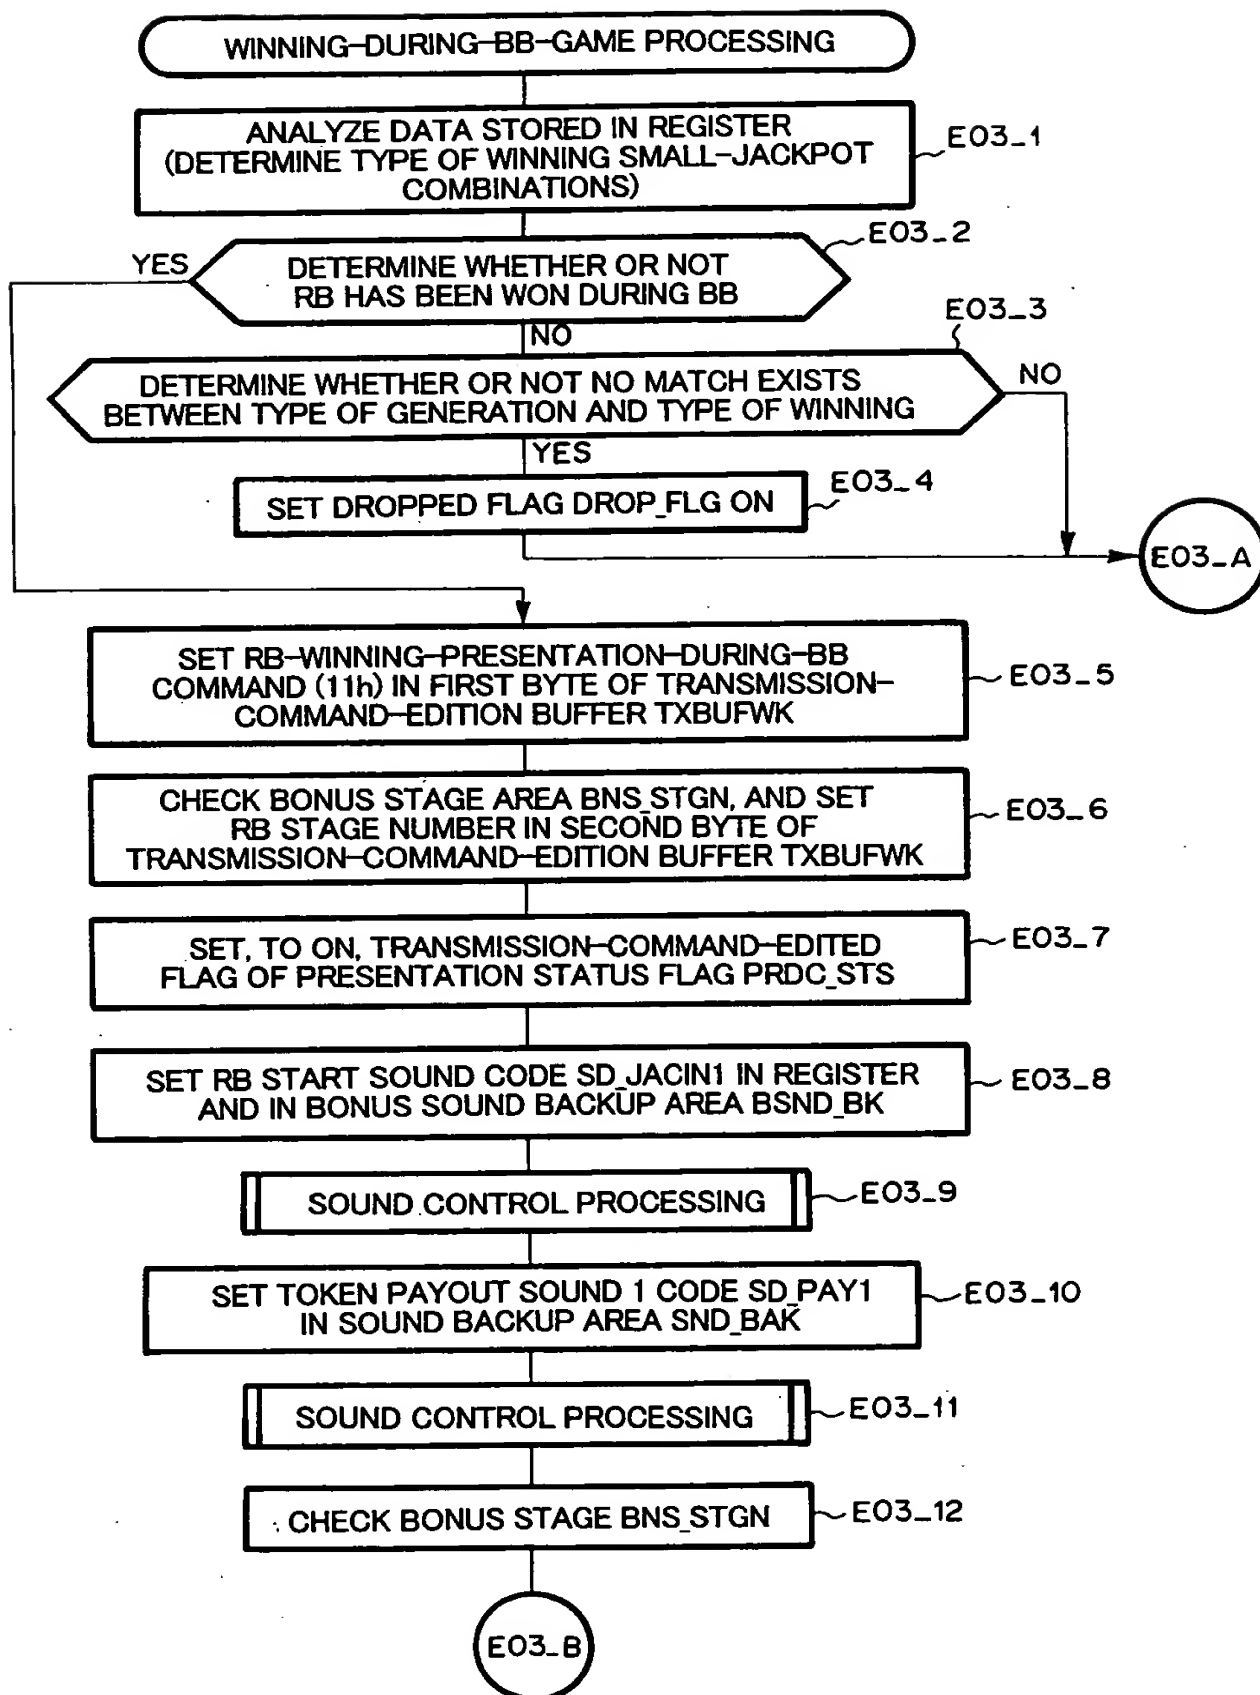 WINNING-DURING-BB-GAME PROCESSING
ANALYZE DATA STORED IN REGISTER
(DETERMINE TYPE OF WINNING SMALL-JACKPOT
COMBINATIONS)
E03_1
E03_2
YES
DETERMINE WHETHER OR NOT
RB HAS BEEN WON DURING BB
NO
E03_3
DETERMINE WHETHER OR NOT NO MATCH EXISTS
BETWEEN TYPE OF GENERATION AND TYPE OF WINNING
NO
YES
SET DROPPED FLAG DROP_FLG ON
E03_4
E03_A
SET RB-WINNING-PRESENTATION-DURING-BB
COMMAND (11h) IN FIRST BYTE OF TRANSMISSION-
COMMAND-EDITION BUFFER TXBUFWK
E03_5
CHECK BONUS STAGE AREA BNS_STGN, AND SET
RB STAGE NUMBER IN SECOND BYTE OF
TRANSMISSION-COMMAND-EDITION BUFFER TXBUFWK
E03_6
SET, TO ON, TRANSMISSION-COMMAND-EDITED
FLAG OF PRESENTATION STATUS FLAG PRDC_STS
E03_7
SET RB START SOUND CODE SD_JACIN1 IN REGISTER
AND IN BONUS SOUND BACKUP AREA BSND_BK
E03_8
SOUND CONTROL PROCESSING
E03_9
SET TOKEN PAYOUT SOUND 1 CODE SD_PAY1
IN SOUND BACKUP AREA SND_BAK
E03_10
SOUND CONTROL PROCESSING
E03_11
CHECK BONUS STAGE BNS_STGN
E03_12
E03_B